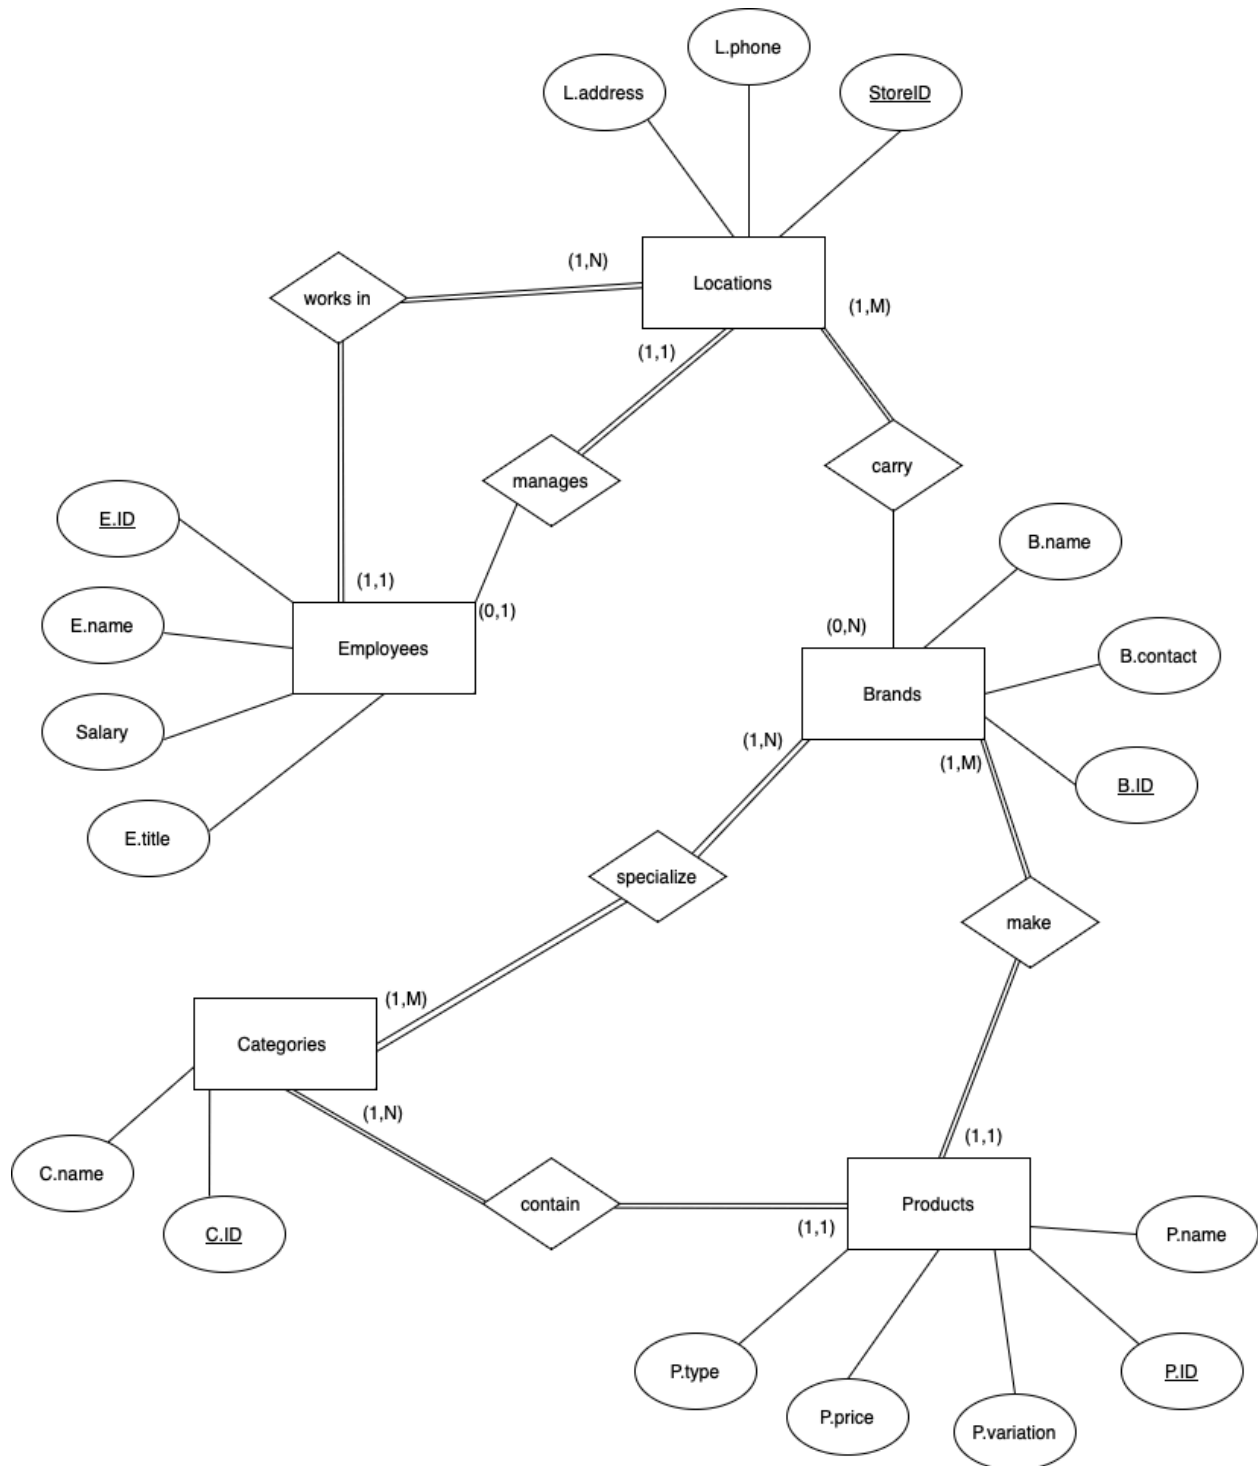 L.phone
L.address
StoreID
(1,N)
Locations
works in
(1,M)
(1,1)
carry
manages
E.ID
B.name
(1,1)
(0,1)
(0,N)
E.name
Employees
B.contact
Brands
Salary
(1,N)
(1,M)
B.ID
E.title
specialize
make
(1,M)
Categories
(1,N)
(1,1)
C.name
contain
Products
(1,1)
C.ID
P.name
P.type
P.ID
P.price
P.variation